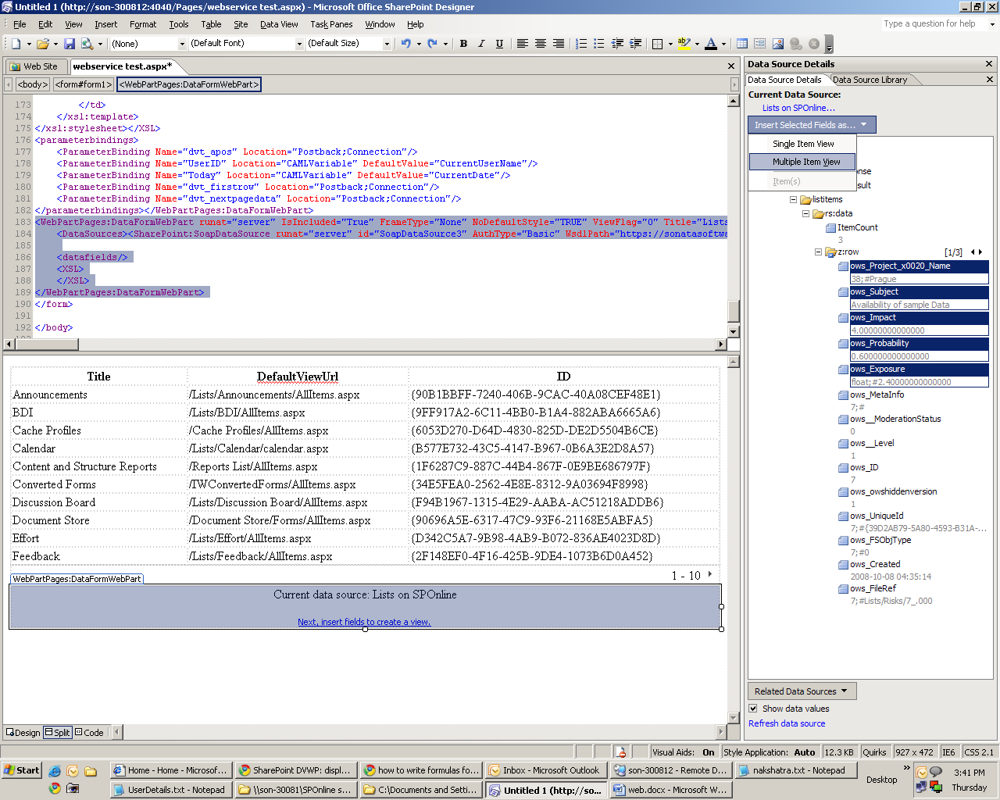 Untitled 1 (http://son-300812:4040/Pages/webservice test.aspx) - Microsoft Office SharePoint Designer
File Edit View Insert Format Tools Table Site Data View Task Panes Window Help
Type a question for help
(None) (Default Font) (Default Size) B I U
Web Site webservice test.aspx*
<body> <form#form1> <WebPartPages:DataFormWebPart>
173 </td>
174 </xsl:template>
175 </xsl:stylesheet></XSL>
176 <parameterbindings>
177 <ParameterBinding Name="dvt_apos" Location="Postback;Connection"/>
178 <ParameterBinding Name="UserID" Location="CAMLVariable" DefaultValue="CurrentUserName"/>
179 <ParameterBinding Name="Today" Location="CAMLVariable" DefaultValue="CurrentDate"/>
180 <ParameterBinding Name="dvt_firstrow" Location="Postback;Connection"/>
181 <ParameterBinding Name="dvt_nextpagedata" Location="Postback;Connection"/>
182 </parameterbindings></WebPartPages:DataFormWebPart>
183 <WebPartPages:DataFormWebPart runat="server" IsIncluded="True" FrameType="None" NoDefaultStyle="TRUE" ViewFlag="0" Title="Lists
184 <DataSources><SharePoint:SoapDataSource runat="server" id="SoapDataSource3" AuthType="Basic" WsdlPath="https://sonatasoftwa
185
186 <datafields/>
187 <XSL>
188 </XSL>
189 </WebPartPages:DataFormWebPart>
190 </form>
191
192 </body>
Title DefaultViewUrl ID
Announcements /Lists/Announcements/AllItems.aspx {90B1BBFF-7240-406B-9CAC-40A08CEF48E1}
BDI /Lists/BDI/AllItems.aspx {9FF917A2-6C11-4BB0-B1A4-882ABA6665A6}
Cache Profiles /Cache Profiles/AllItems.aspx {6053D270-D64D-4830-825D-DE2D5504B6CE}
Calendar /Lists/Calendar/calendar.aspx {B577E732-43C5-4147-B967-0B6A3E2D8A57}
Content and Structure Reports /Reports List/AllItems.aspx {1F6287C9-887C-44B4-867F-0E9BE686797F}
Converted Forms /IWConvertedForms/AllItems.aspx {34E5FEA0-2562-4E8E-8312-9A03694F8998}
Discussion Board /Lists/Discussion Board/AllItems.aspx {F94B1967-1315-4E29-AABA-AC51218ADDB6}
Document Store /Document Store/Forms/AllItems.aspx {90696A5E-6317-47C9-93F6-21168E5ABFA5}
Effort /Lists/Effort/AllItems.aspx {D342C5A7-9B98-4AB9-B072-836AE4023D8D}
Feedback /Lists/Feedback/AllItems.aspx {2F148EF0-4F16-425B-9DE4-1073B6D0A452}
1 - 10
WebPartPages:DataFormWebPart
Current data source: Lists on SPOnline
Next, insert fields to create a view.
Design Split Code
Data Source Details
Data Source Details Data Source Library
Current Data Source:
Lists on SPOnline...
Insert Selected Fields as...
Single Item View
Multiple Item View
Item(s)
onse
sult
listitems
rs:data
ItemCount
3
z:row [1/3]
ows_Project_x0020_Name
38;#Prague
ows_Subject
Availability of sample Data
ows_Impact
4.00000000000000
ows_Probability
0.600000000000000
ows_Exposure
float;#2.40000000000000
ows_MetaInfo
7;#
ows__ModerationStatus
0
ows__Level
1
ows_ID
7
ows_owshiddenversion
1
ows_UniqueId
7;#{39D2AB79-5A80-4593-B31A-...
ows_FSObjType
7;#0
ows_Created
2008-10-08 04:35:14
ows_FileRef
7;#Lists/Risks/7_.000
Related Data Sources
Show data values
Refresh data source
Visual Aids: On Style Application: Auto 12.3 KB Quirks 927 x 472 IE6 CSS 2.1
Start
Home - Home - Microsof... SharePoint DVWP: displ... how to write formulas fo... Inbox - Microsoft Outlook son-300812 - Remote D... nakshatra.txt - Notepad
UserDetails.txt - Notepad \\son-30081\SPOnline s... C:\Documents and Setti... Untitled 1 (http://so... web.docx - Microsoft W...
Desktop
3:41 PM
Thursday